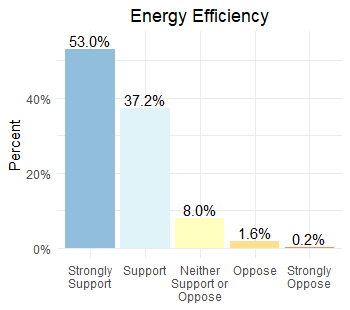 Energy Efficiency
53.0%
37.2%
8.0%
1.6%
0.2%
Percent
40%
20%
0%
Strongly
Support
Support
Neither
Support or
Oppose
Oppose
Strongly
Oppose